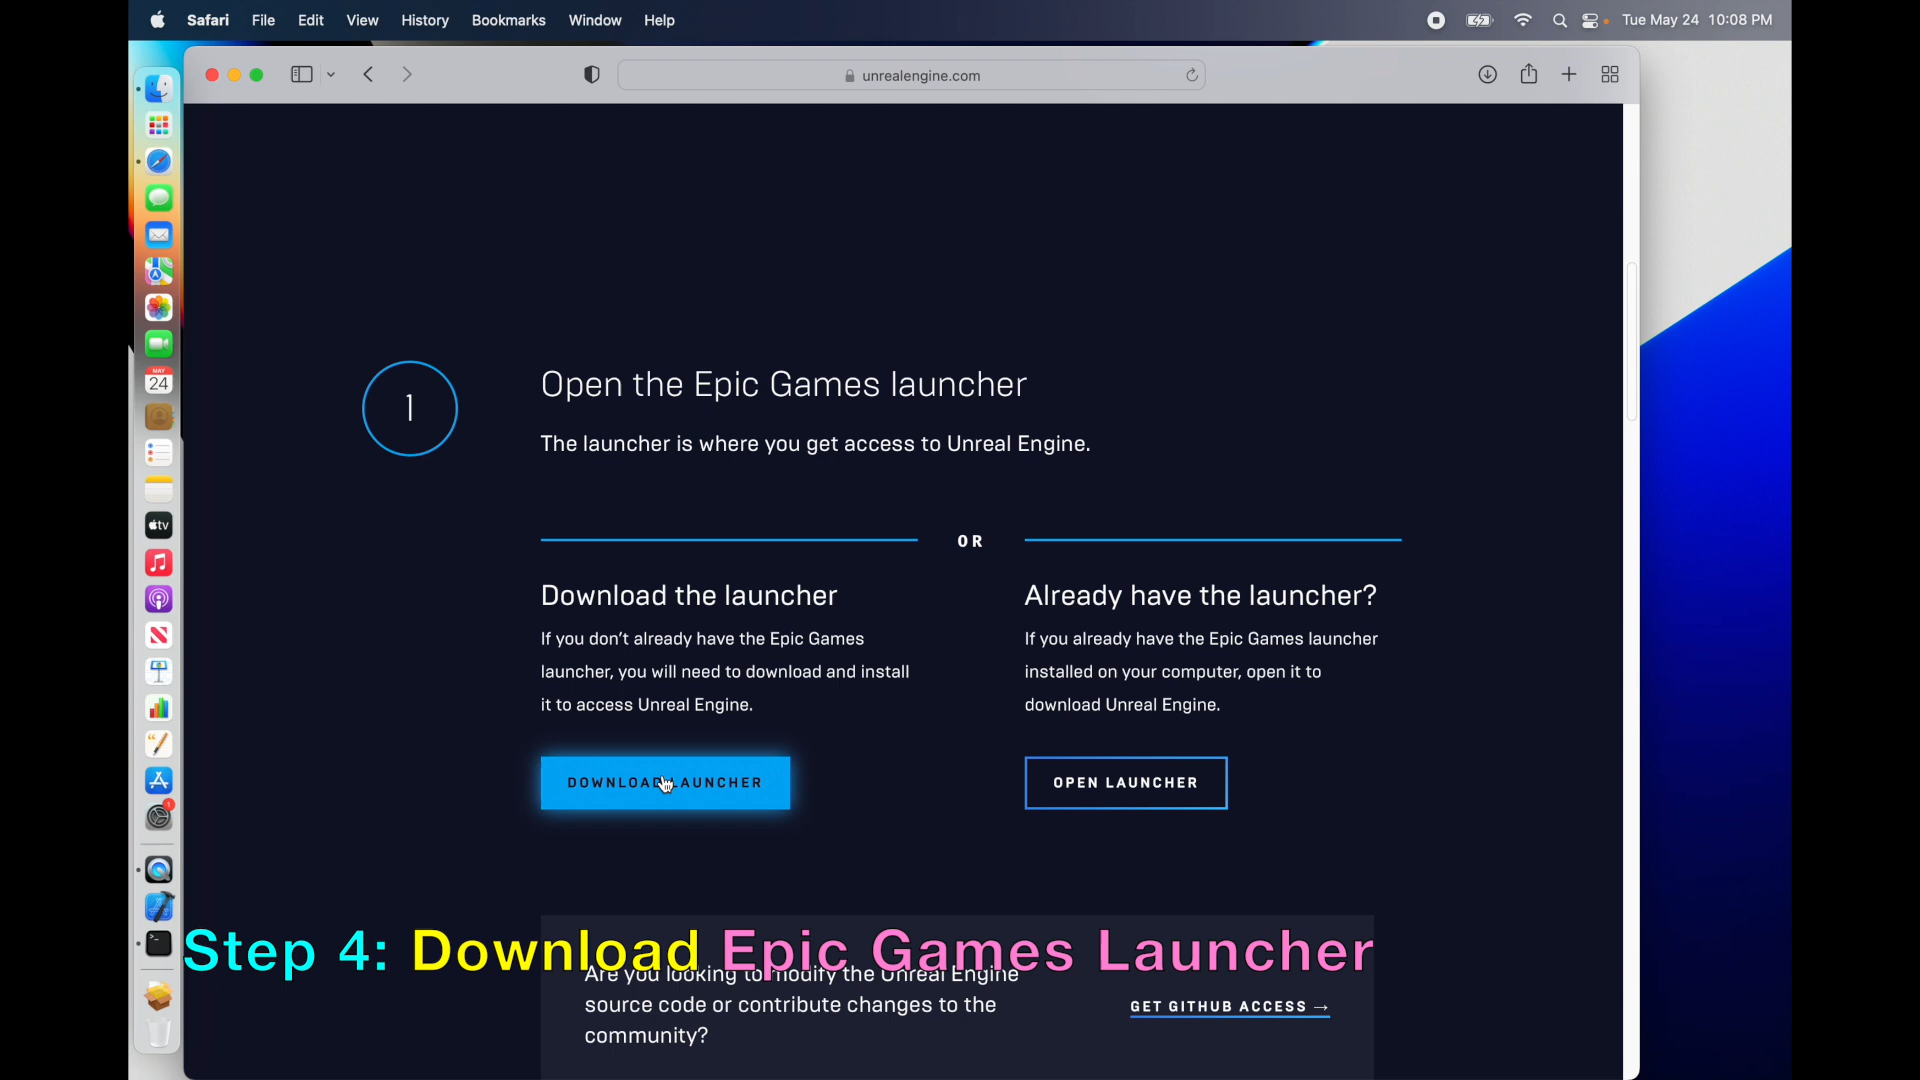 Safari File Edit View History Bookmarks Window Help Tue May 24 10:08 PM
unrealengine.com
MAY
24
tv
1
1
Open the Epic Games launcher
The launcher is where you get access to Unreal Engine.
OR
Download the launcher
If you don't already have the Epic Games
launcher, you will need to download and install
it to access Unreal Engine.
DOWNLOAD LAUNCHER
Already have the launcher?
If you already have the Epic Games launcher
installed on your computer, open it to
download Unreal Engine.
OPEN LAUNCHER
Step 4: Download Epic Games Launcher
Are you looking to modify the Unreal Engine
source code or contribute changes to the
community?
GET GITHUB ACCESS →